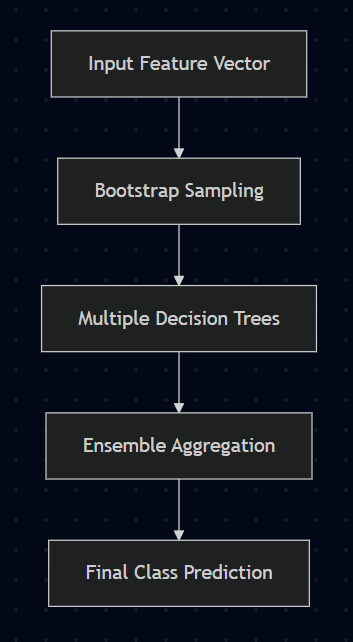 Input Feature Vector
Bootstrap Sampling
Multiple Decision Trees
Ensemble Aggregation
Final Class Prediction